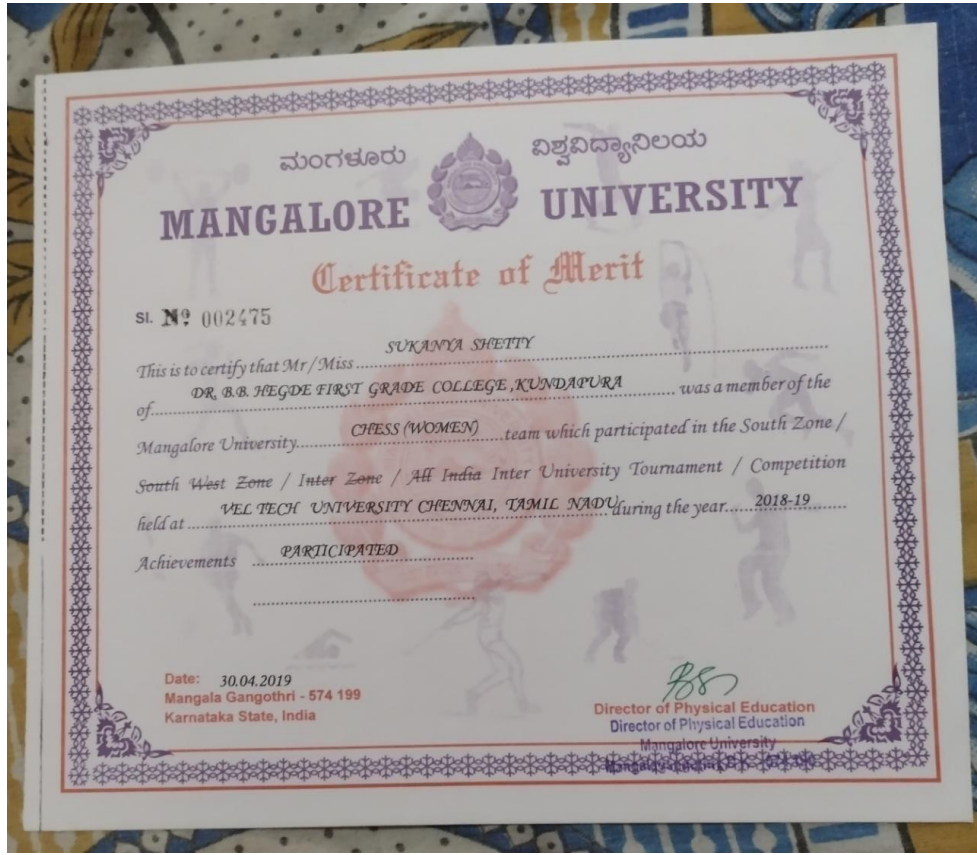 ಮಂಗಳೂರು ವಿಶ್ವವಿದ್ಯಾನಿಲಯ
MANGALORE UNIVERSITY
Certificate of Merit
Sl. Nº 002475
This is to certify that Mr/Miss SUKANYA SHETTY
of DR. B.B. HEGDE FIRST GRADE COLLEGE, KUNDAPURA was a member of the
Mangalore University CHESS (WOMEN) team which participated in the South Zone /
South West Zone / Inter Zone / All India Inter University Tournament / Competition
held at VEL TECH UNIVERSITY CHENNAI, TAMIL NADU during the year 2018-19
Achievements PARTICIPATED
Date: 30.04.2019
Mangala Gangothri - 574 199
Karnataka State, India
Director of Physical Education
Director of Physical Education
Mangalore University